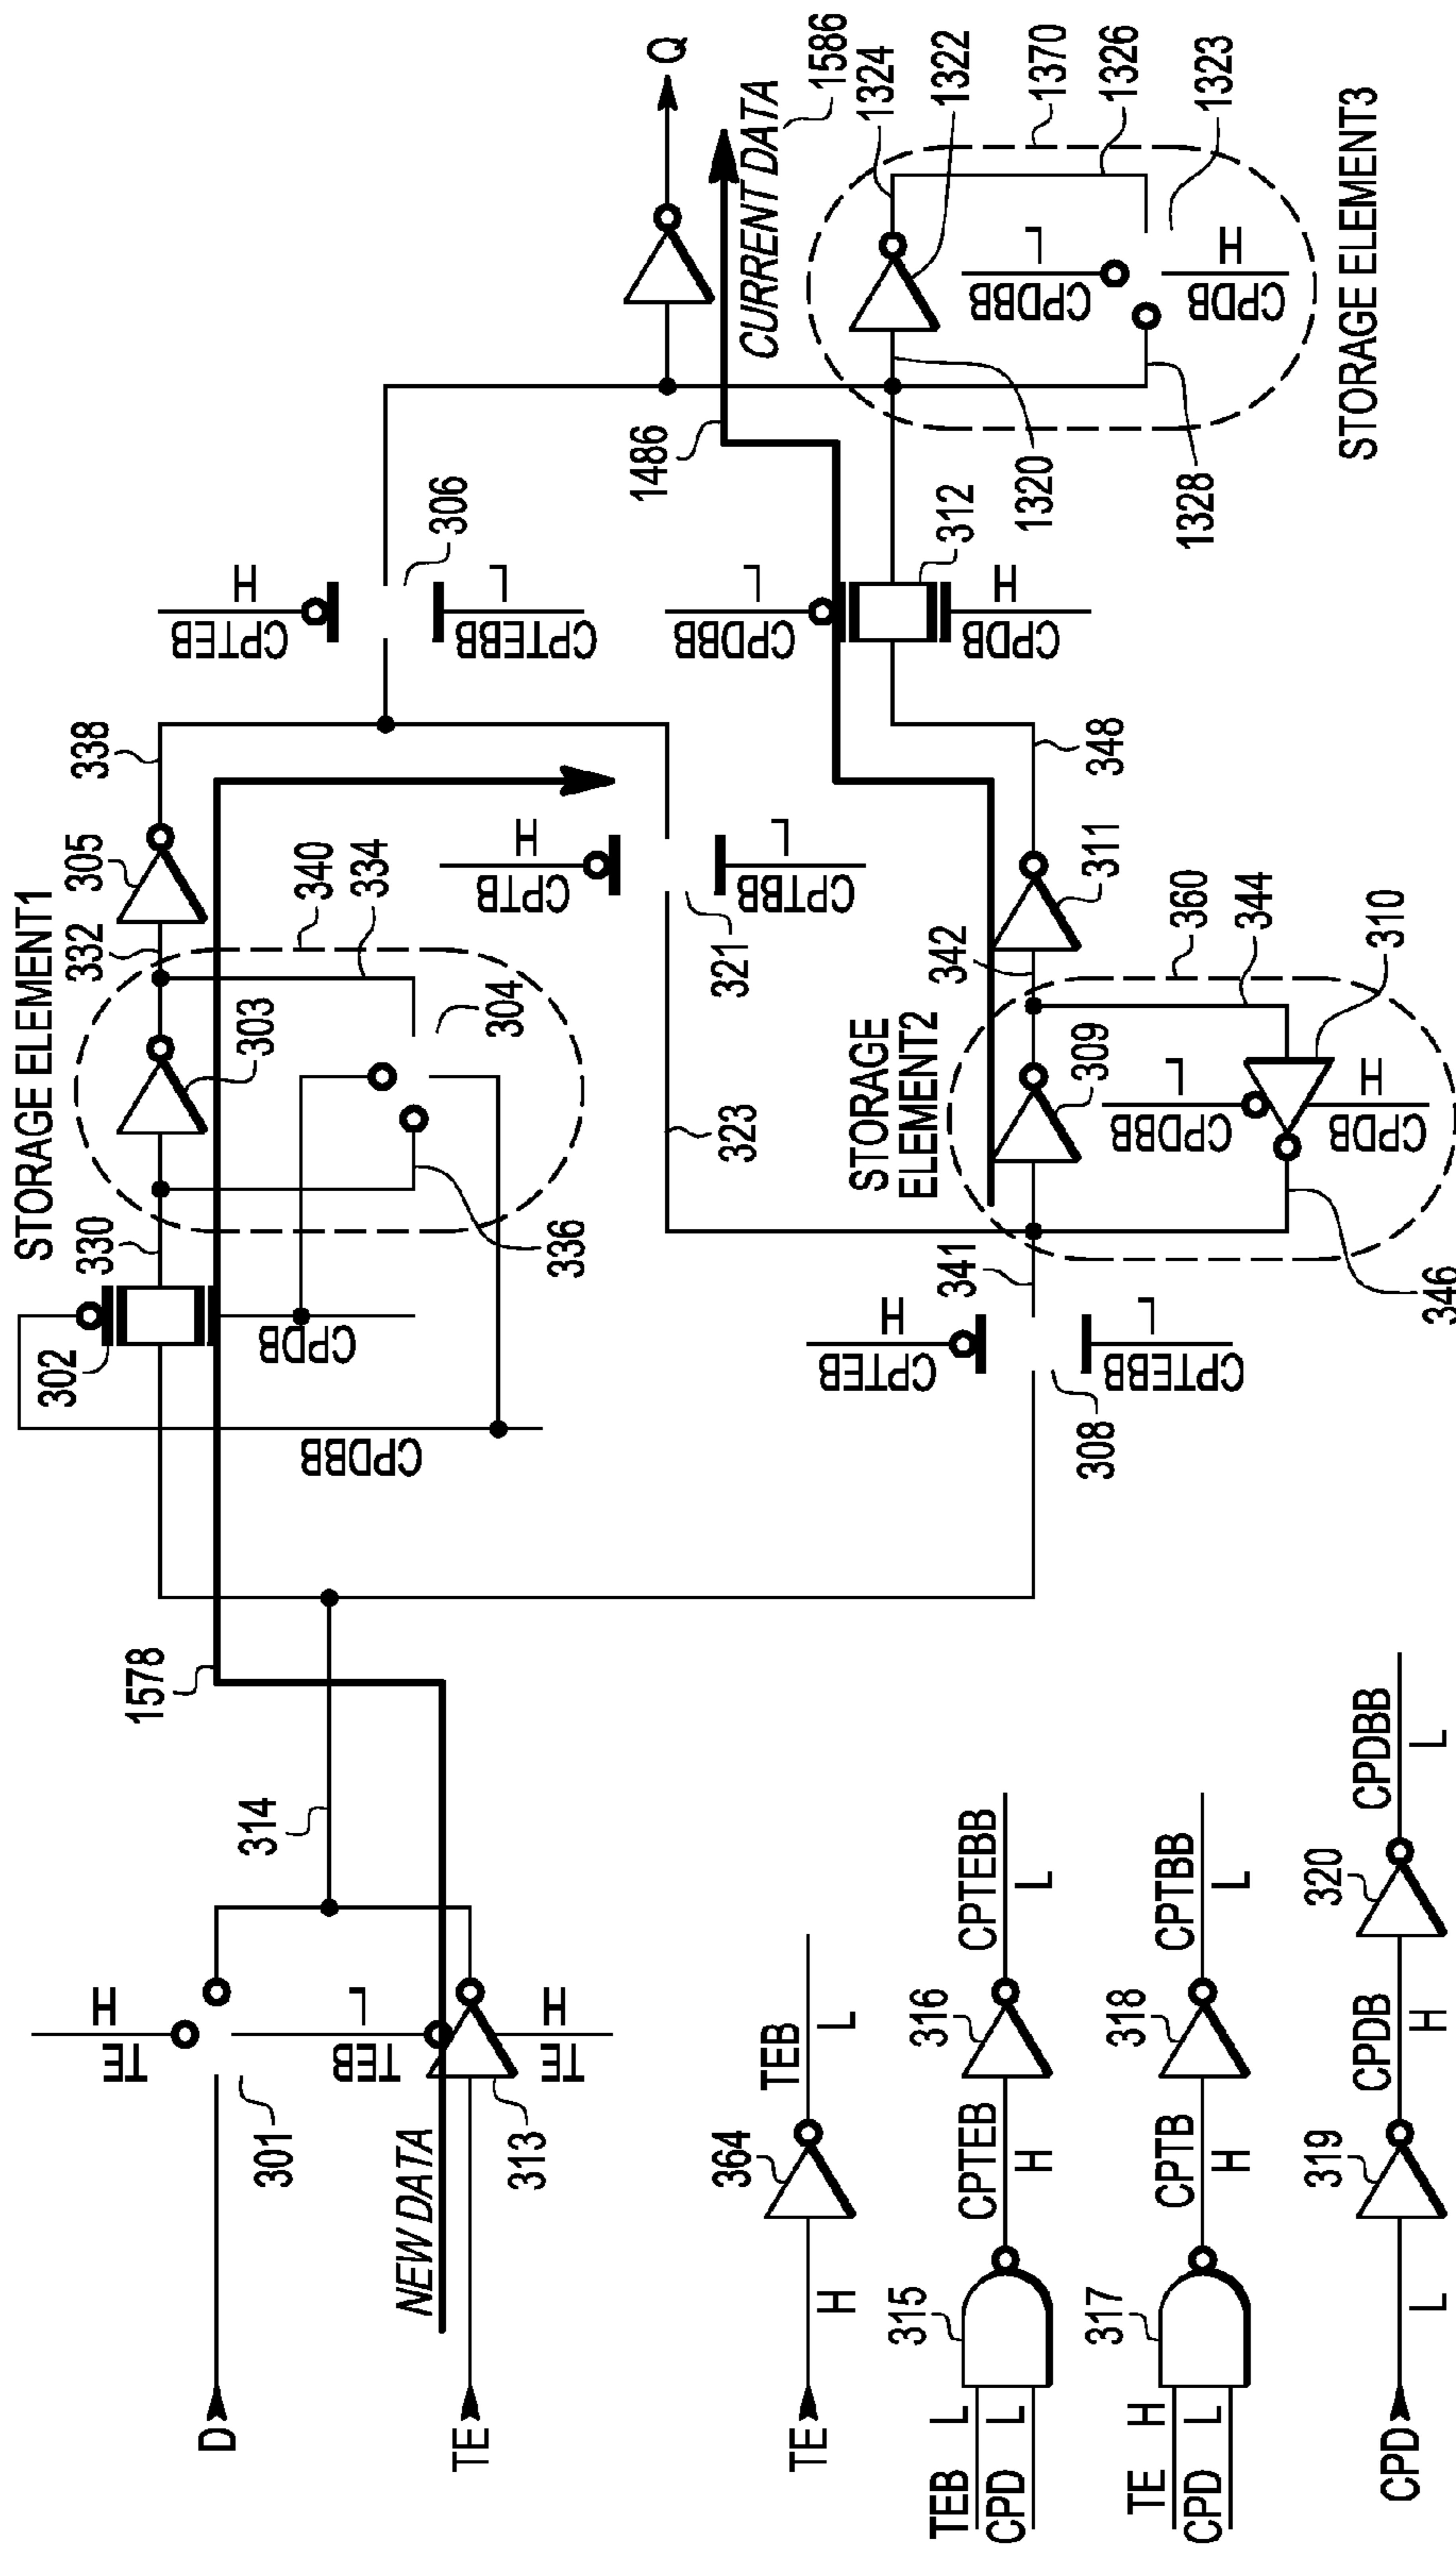 D
TE
NEW DATA
TE
H
301
TEB
L
TE
H
313
314
1578
STORAGE ELEMENT1
302
330
CPDB
CPDBB
336
303
304
332
334
340
305
338
CPTEB
H
306
CPTEBB
L
CPTB
H
321
CPTBB
L
323
Q
1486
CURRENT DATA
1586
CPDBB
L
312
CPDB
H
1320
1328
1324
1322
1370
1326
1323
CPDBB
L
CPDB
H
STORAGE ELEMENT3
CPTEB
H
308
CPTEBB
L
341
346
STORAGE
ELEMENT2
309
342
360
344
310
CPDBB
L
CPDB
H
311
348
TE
H
364
TEB
L
TEB
L
CPD
L
315
CPTEB
H
316
CPTEBB
L
TE
H
CPD
L
317
CPTB
H
318
CPTBB
L
CPD
L
319
CPDB
H
320
CPDBB
L